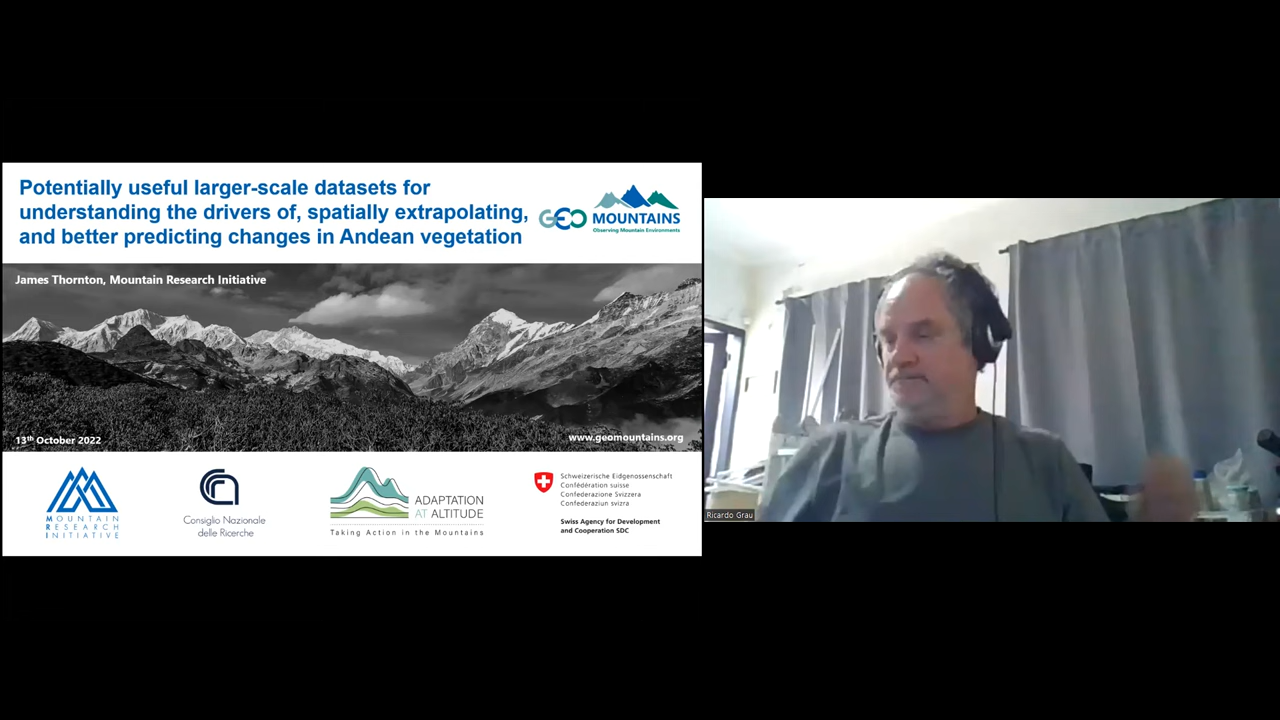 Potentially useful larger-scale datasets for
understanding the drivers of, spatially extrapolating,
and better predicting changes in Andean vegetation
GEO
MOUNTAINS
Observing Mountain Environments
James Thornton, Mountain Research Initiative
13th October 2022
www.geomountains.org
MOUNTAIN
RESEARCH
INITIATIVE
Consiglio Nazionale
delle Ricerche
ADAPTATION
AT ALTITUDE
Taking Action in the Mountains
Schweizerische Eidgenossenschaft
Confédération suisse
Confederazione Svizzera
Confederaziun svizra
Swiss Agency for Development
and Cooperation SDC
Ricardo Grau